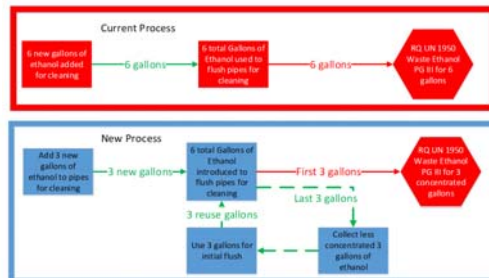 Current Process
6 new gallons of
ethanol added
for cleaning
6 gallons
6 total Gallons of
Ethanol used to
flush pipes for
cleaning
6 gallons
RQ UN 1950
Waste Ethanol
PG III for 6
gallons
New Process
Add 3 new
gallons of
ethanol to pipes
for cleaning
3 new gallons
6 total Gallons of
Ethanol
introduced to
flush pipes for
cleaning
First 3 gallons
RQ UN 1950
Waste Ethanol
PG III for 3
concentrated
gallons
Last 3 gallons
3 reuse gallons
Use 3 gallons for
initial flush
Collect less
concentrated 3
gallons of
ethanol